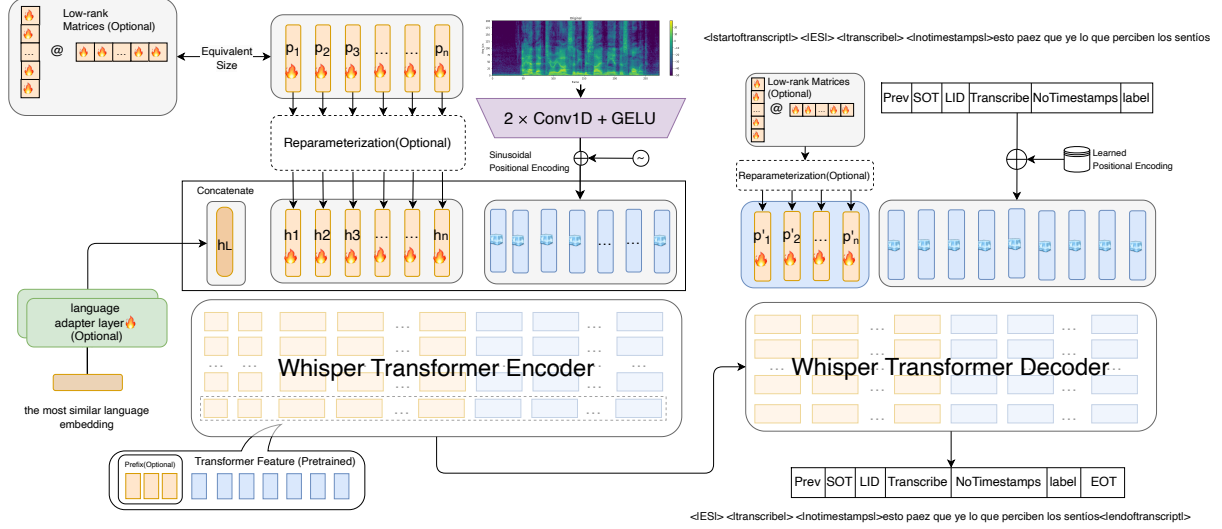 Low-rank
Matrices (Optional)
...
@
...
Equivalent
Size
p1
p2
p3
...
...
pn
Reparameterization(Optional)
2 × Conv1D + GELU
Sinusoidal
Positional Encoding
~
Concatenate
hL
h1
h2
h3
...
...
hn
... ...
language
adapter layer
(Optional)
the most similar language
embedding
Whisper Transformer Encoder
Prefix(Optional)
Transformer Feature (Pretrained)
<|startoftranscript|> <|ES|> <|transcribe|> <|notimestamps|>esto paez que ye lo que perciben los sentios
Low-rank Matrices
(Optional)
...
@
...
Reparameterization(Optional)
p'1
p'2
...
p'n
Prev SOT LID Transcribe NoTimestamps label
Learned
Positional Encoding
Whisper Transformer Decoder
Prev SOT LID Transcribe NoTimestamps label EOT
<|ES|> <|transcribe|> <|notimestamps|>esto paez que ye lo que perciben los sentios<|endoftranscript|>